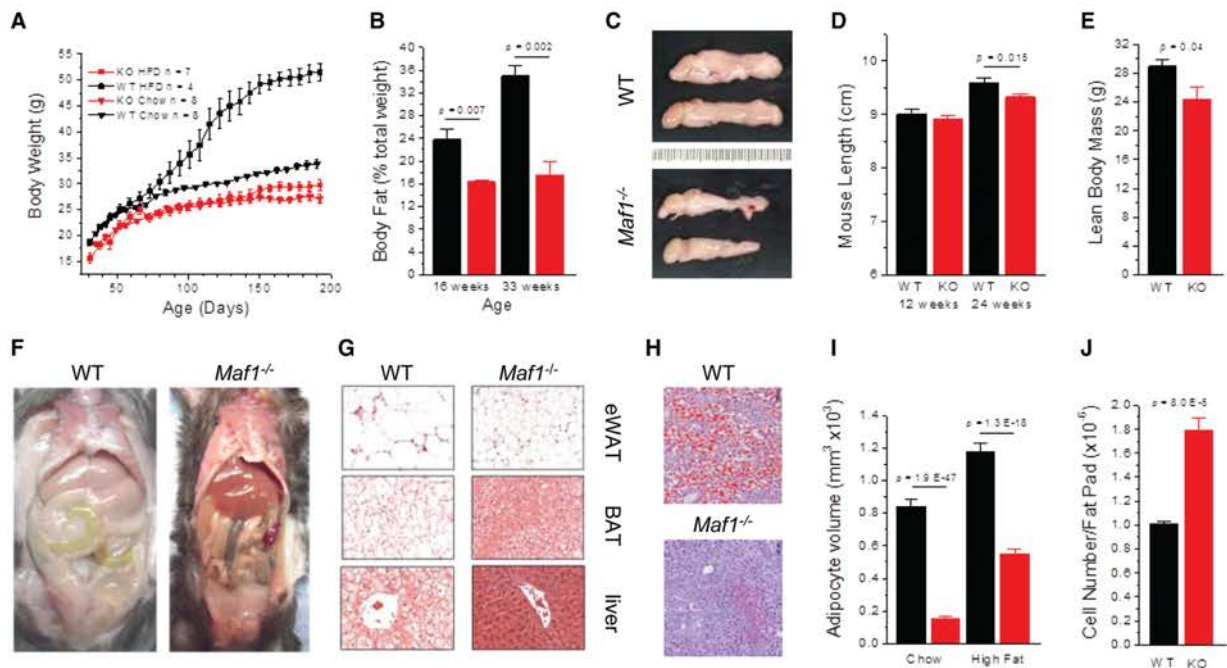 A
Body Weight (g)
55
50
45
40
35
30
25
20
15
KO HFD n = 7
WT HFD n = 4
KO Chow n = 8
WT Chow n = 8
50
100
150
200
Age (Days)
B
Body Fat (% total weight)
40
36
32
28
24
20
16
12
8
4
0
p = 0.007
p = 0.002
16 weeks
33 weeks
Age
C
WT
Maf1-/-
D
Mouse Length (cm)
10
9
8
7
6
p = 0.015
WT KO WT KO
12 weeks 24 weeks
E
Lean Body Mass (g)
36
32
28
24
20
16
12
8
4
0
p = 0.04
WT KO
F
WT Maf1-/-
G
WT Maf1-/-
eWAT
BAT
liver
H
WT
Maf1-/-
I
Adipocyte volume (mm3 x103)
1.4
1.2
1.0
0.8
0.6
0.4
0.2
0.0
p = 1.9 E-47
p = 1.3 E-18
Chow High Fat
J
Cell Number/Fat Pad (x10-6)
2.0
1.8
1.6
1.4
1.2
1.0
0.8
0.6
0.4
0.2
0.0
WT KO